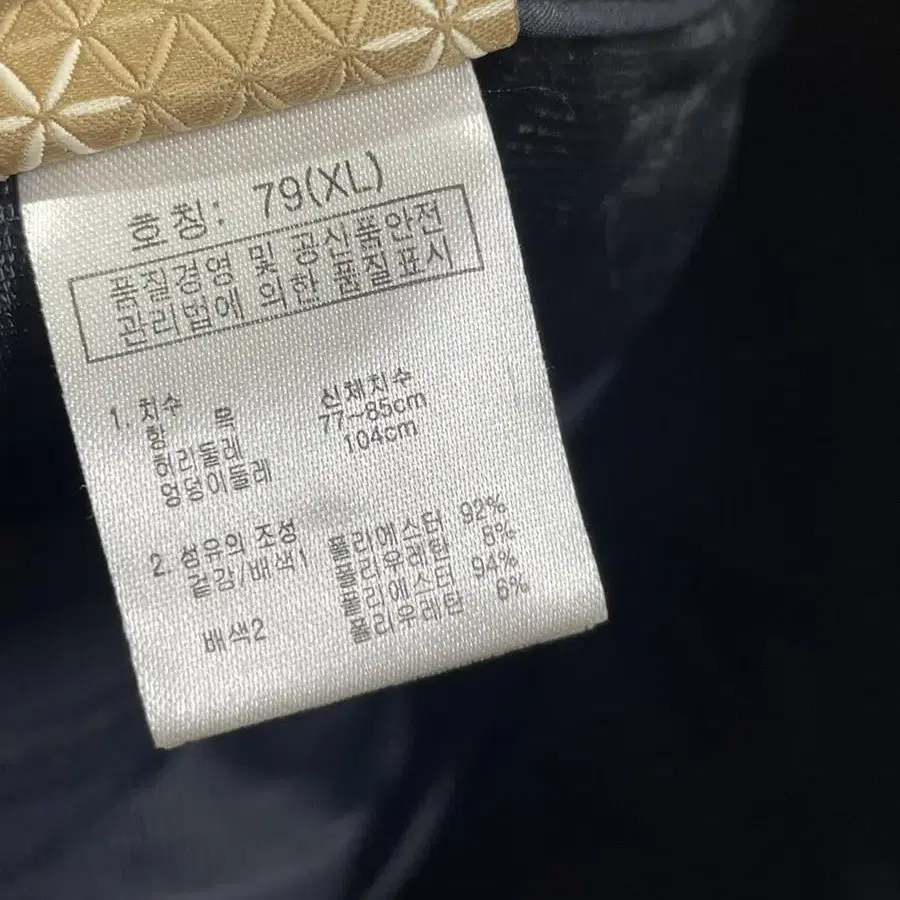 호칭: 79(XL)
품질경영 및 공산품안전
관리법에 의한 품질표시
1. 치수
항 목 신체치수
허리둘레 77~85cm
엉덩이둘레 104cm
2. 섬유의 조성
겉감/배색1 폴리에스터 92%
폴리우레탄 8%
배색2 폴리에스터 94%
폴리우레탄 6%